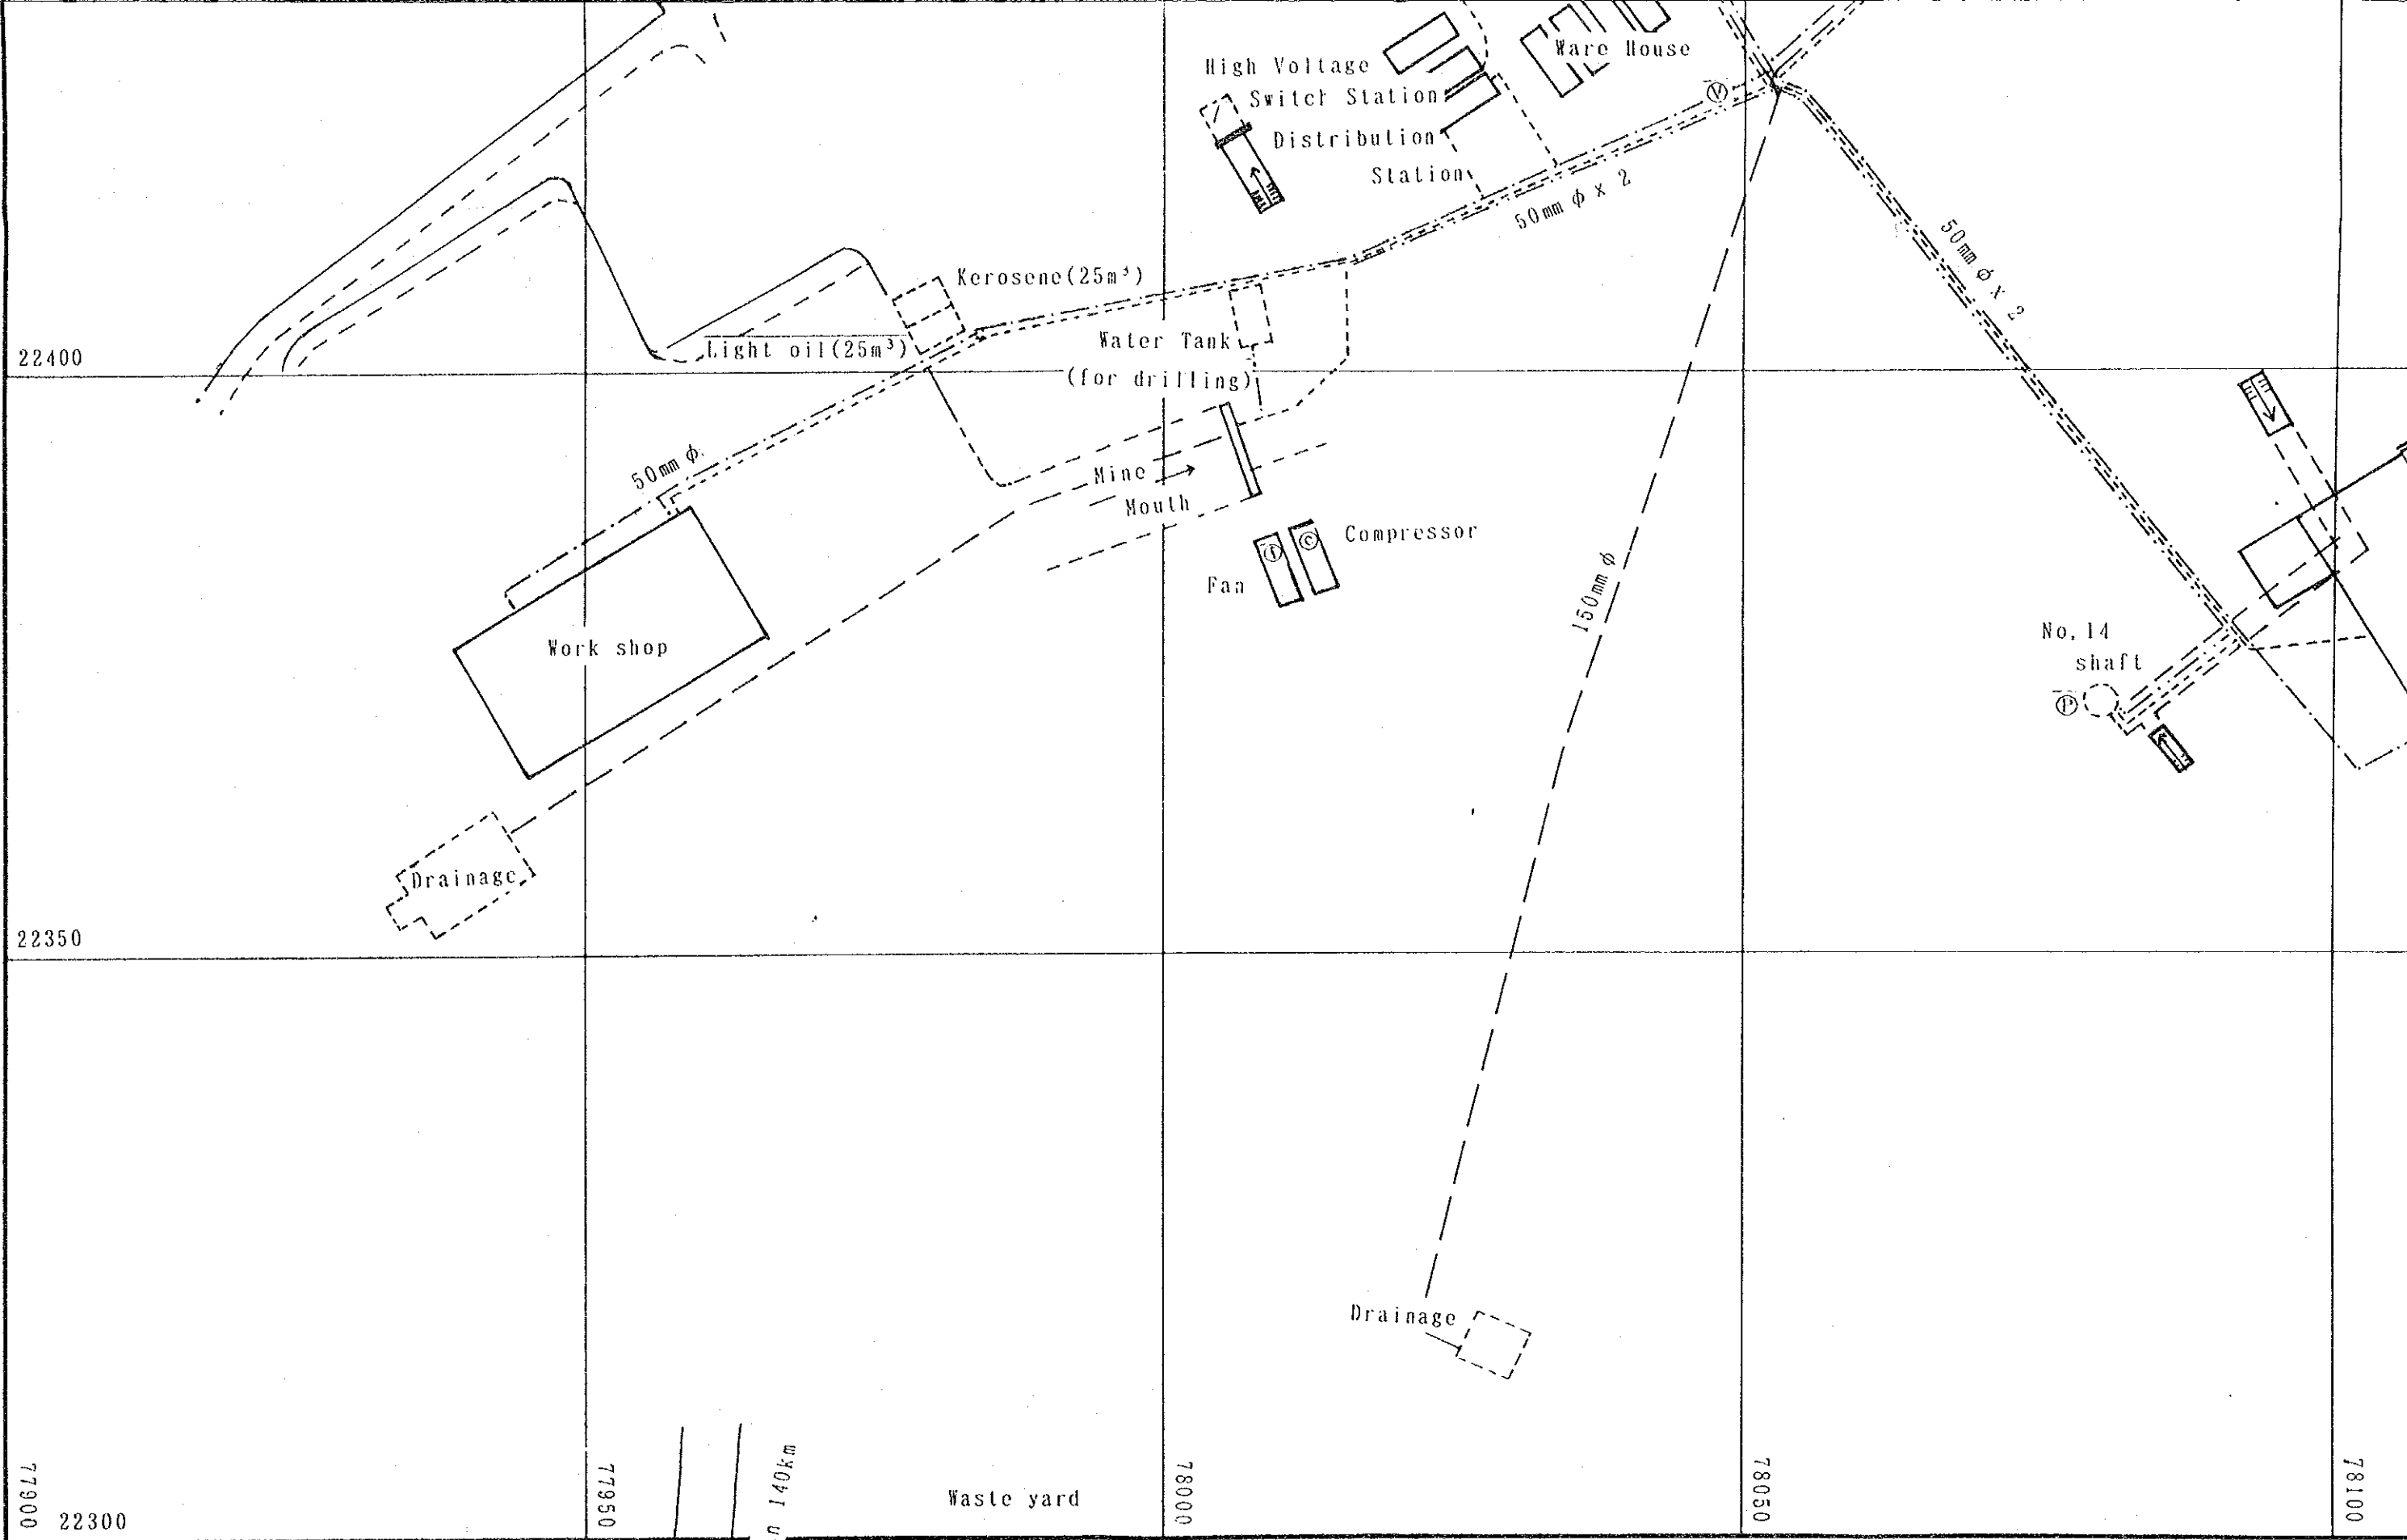 High Voltage
Switch Station
Distribution
Station
Ware House
V
50mm φ x 2
50mm φ x 2
Kerosene(25m³)
Light oil(25m³)
Water Tank
(for drilling)
22400
50mm φ
Mine
Mouth
Compressor
C
f
Fan
150mm φ
Work shop
No,14
shaft
P
Drainage
22350
Drainage
n 140km
Waste yard
77900
22300
77950
78000
78050
78100